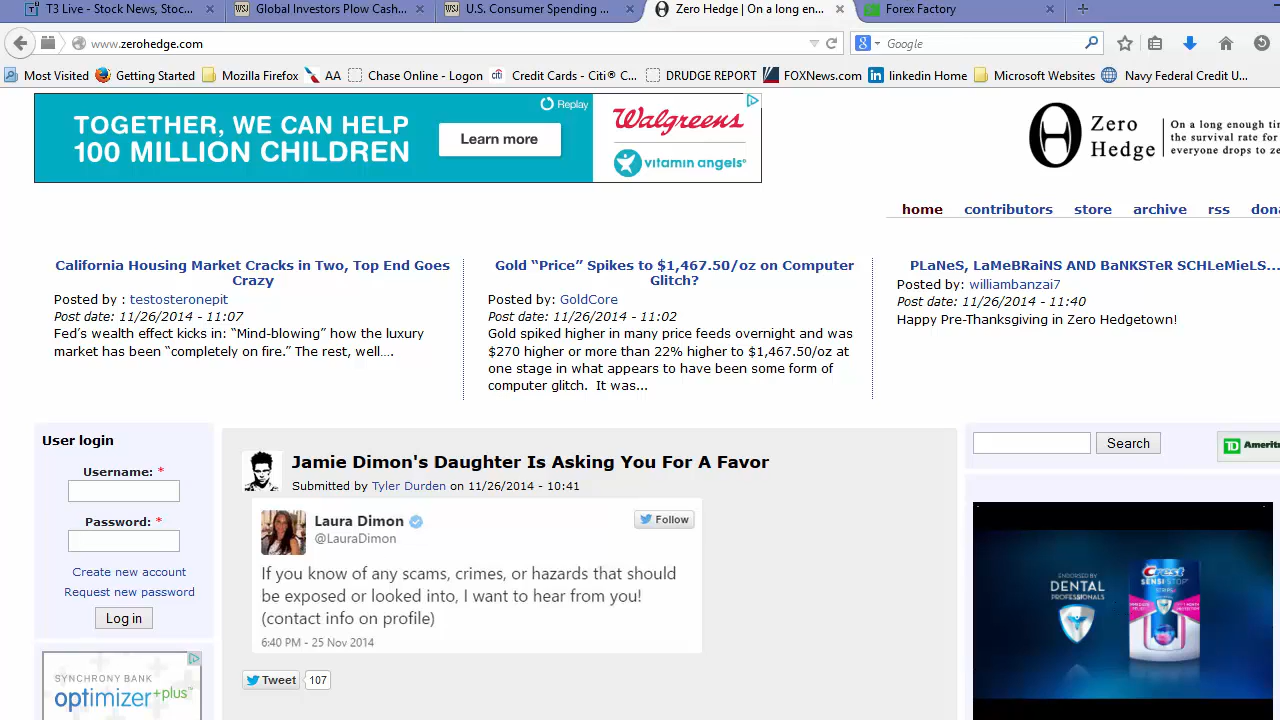 T3 Live - Stock News, Stoc...
Global Investors Plow Cash...
U.S. Consumer Spending ...
Zero Hedge | On a long en...
Forex Factory
www.zerohedge.com
Google
Most Visited
Getting Started
Mozilla Firefox
AA
Chase Online - Logon
Credit Cards - Citi® C...
DRUDGE REPORT
FOXNews.com
linkedin Home
Microsoft Websites
Navy Federal Credit U...
Replay
TOGETHER, WE CAN HELP
100 MILLION CHILDREN
Learn more
Walgreens
vitamin angels®
Zero
Hedge
On a long enough ti
the survival rate for
everyone drops to ze
home contributors store archive rss don
California Housing Market Cracks in Two, Top End Goes
Crazy
Posted by : testosteronepit
Post date: 11/26/2014 - 11:07
Fed's wealth effect kicks in: “Mind-blowing” how the luxury
market has been “completely on fire.” The rest, well….
Gold “Price” Spikes to $1,467.50/oz on Computer
Glitch?
Posted by: GoldCore
Post date: 11/26/2014 - 11:02
Gold spiked higher in many price feeds overnight and was
$270 higher or more than 22% higher to $1,467.50/oz at
one stage in what appears to have been some form of
computer glitch. It was...
PLaNeS, LaMeBRaiNS AND BaNKSTeR SCHLeMieLS...
Posted by: williambanzai7
Post date: 11/26/2014 - 11:40
Happy Pre-Thanksgiving in Zero Hedgetown!
User login
Username: *
Password: *
Create new account
Request new password
Log in
SYNCHRONY BANK
optimizer+plus™
Jamie Dimon's Daughter Is Asking You For A Favor
Submitted by Tyler Durden on 11/26/2014 - 10:41
Laura Dimon
@LauraDimon
Follow
If you know of any scams, crimes, or hazards that should
be exposed or looked into, I want to hear from you!
(contact info on profile)
6:40 PM - 25 Nov 2014
Tweet 107
Search
TD Amerit
ENDORSED BY
DENTAL
PROFESSIONALS
Crest
SENSI STOP
STRIPS